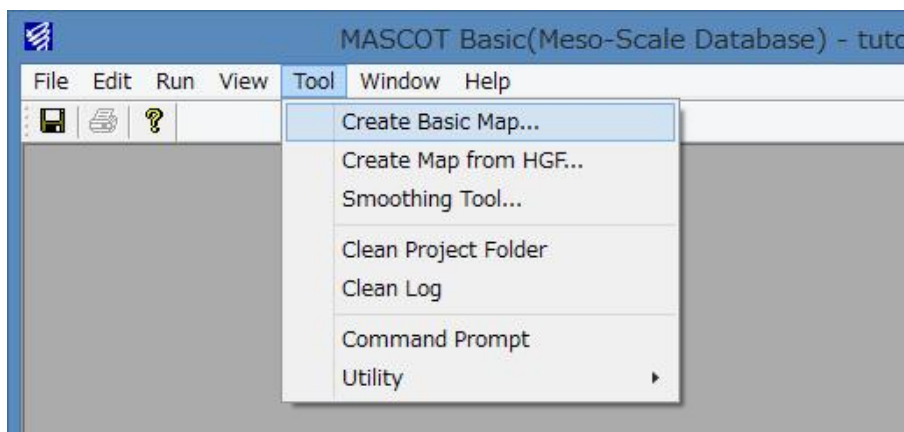 MASCOT Basic(Meso-Scale Database) - tuto
File Edit Run View Tool Window Help
Create Basic Map...
Create Map from HGF...
Smoothing Tool...
Clean Project Folder
Clean Log
Command Prompt
Utility